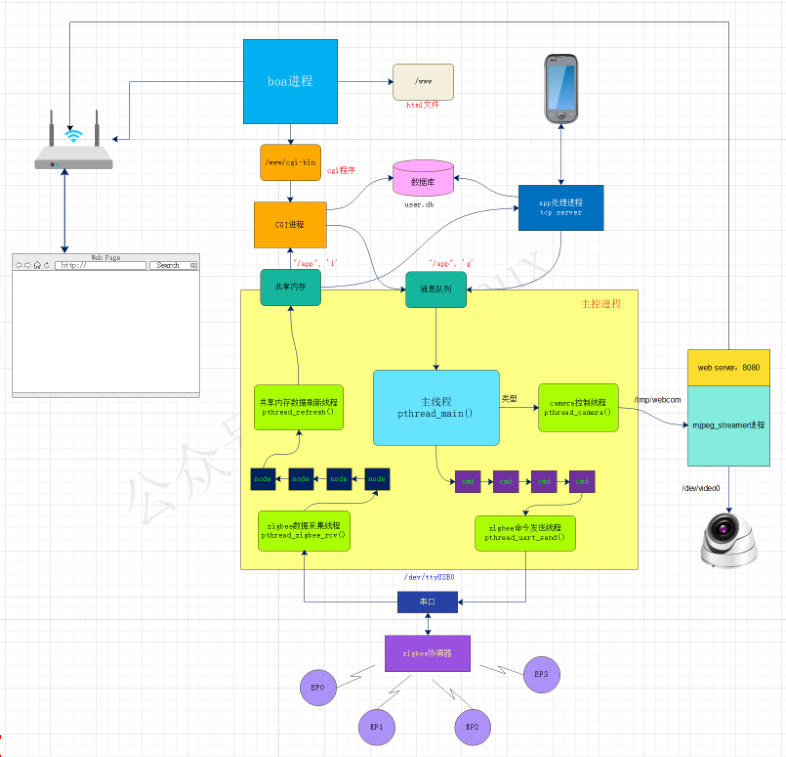 boa进程
/www
html文件
/www/cgi-bin
cgi程序
数据库
user.db
app处理进程
tcp server
CGI进程
Web Page
http://
Search
"/app", 'i'
"/app", 'g'
共享内存
消息队列
主控进程
web server: 8080
共享内存数据刷新线程
pthread_refresh()
主线程
pthread_main()
类型
camera控制线程
pthread_camera()
/tmp/webcom
mjpeg_streamer进程
node
node
node
node
cmd
cmd
cmd
cmd
/dev/video0
zigbee数据采集线程
pthread_zigbee_rcv()
zigbee命令发送线程
pthread_uart_send()
/dev/ttyUSB0
串口
zigbee协调器
EP0
EP1
EP2
EP3
公众号